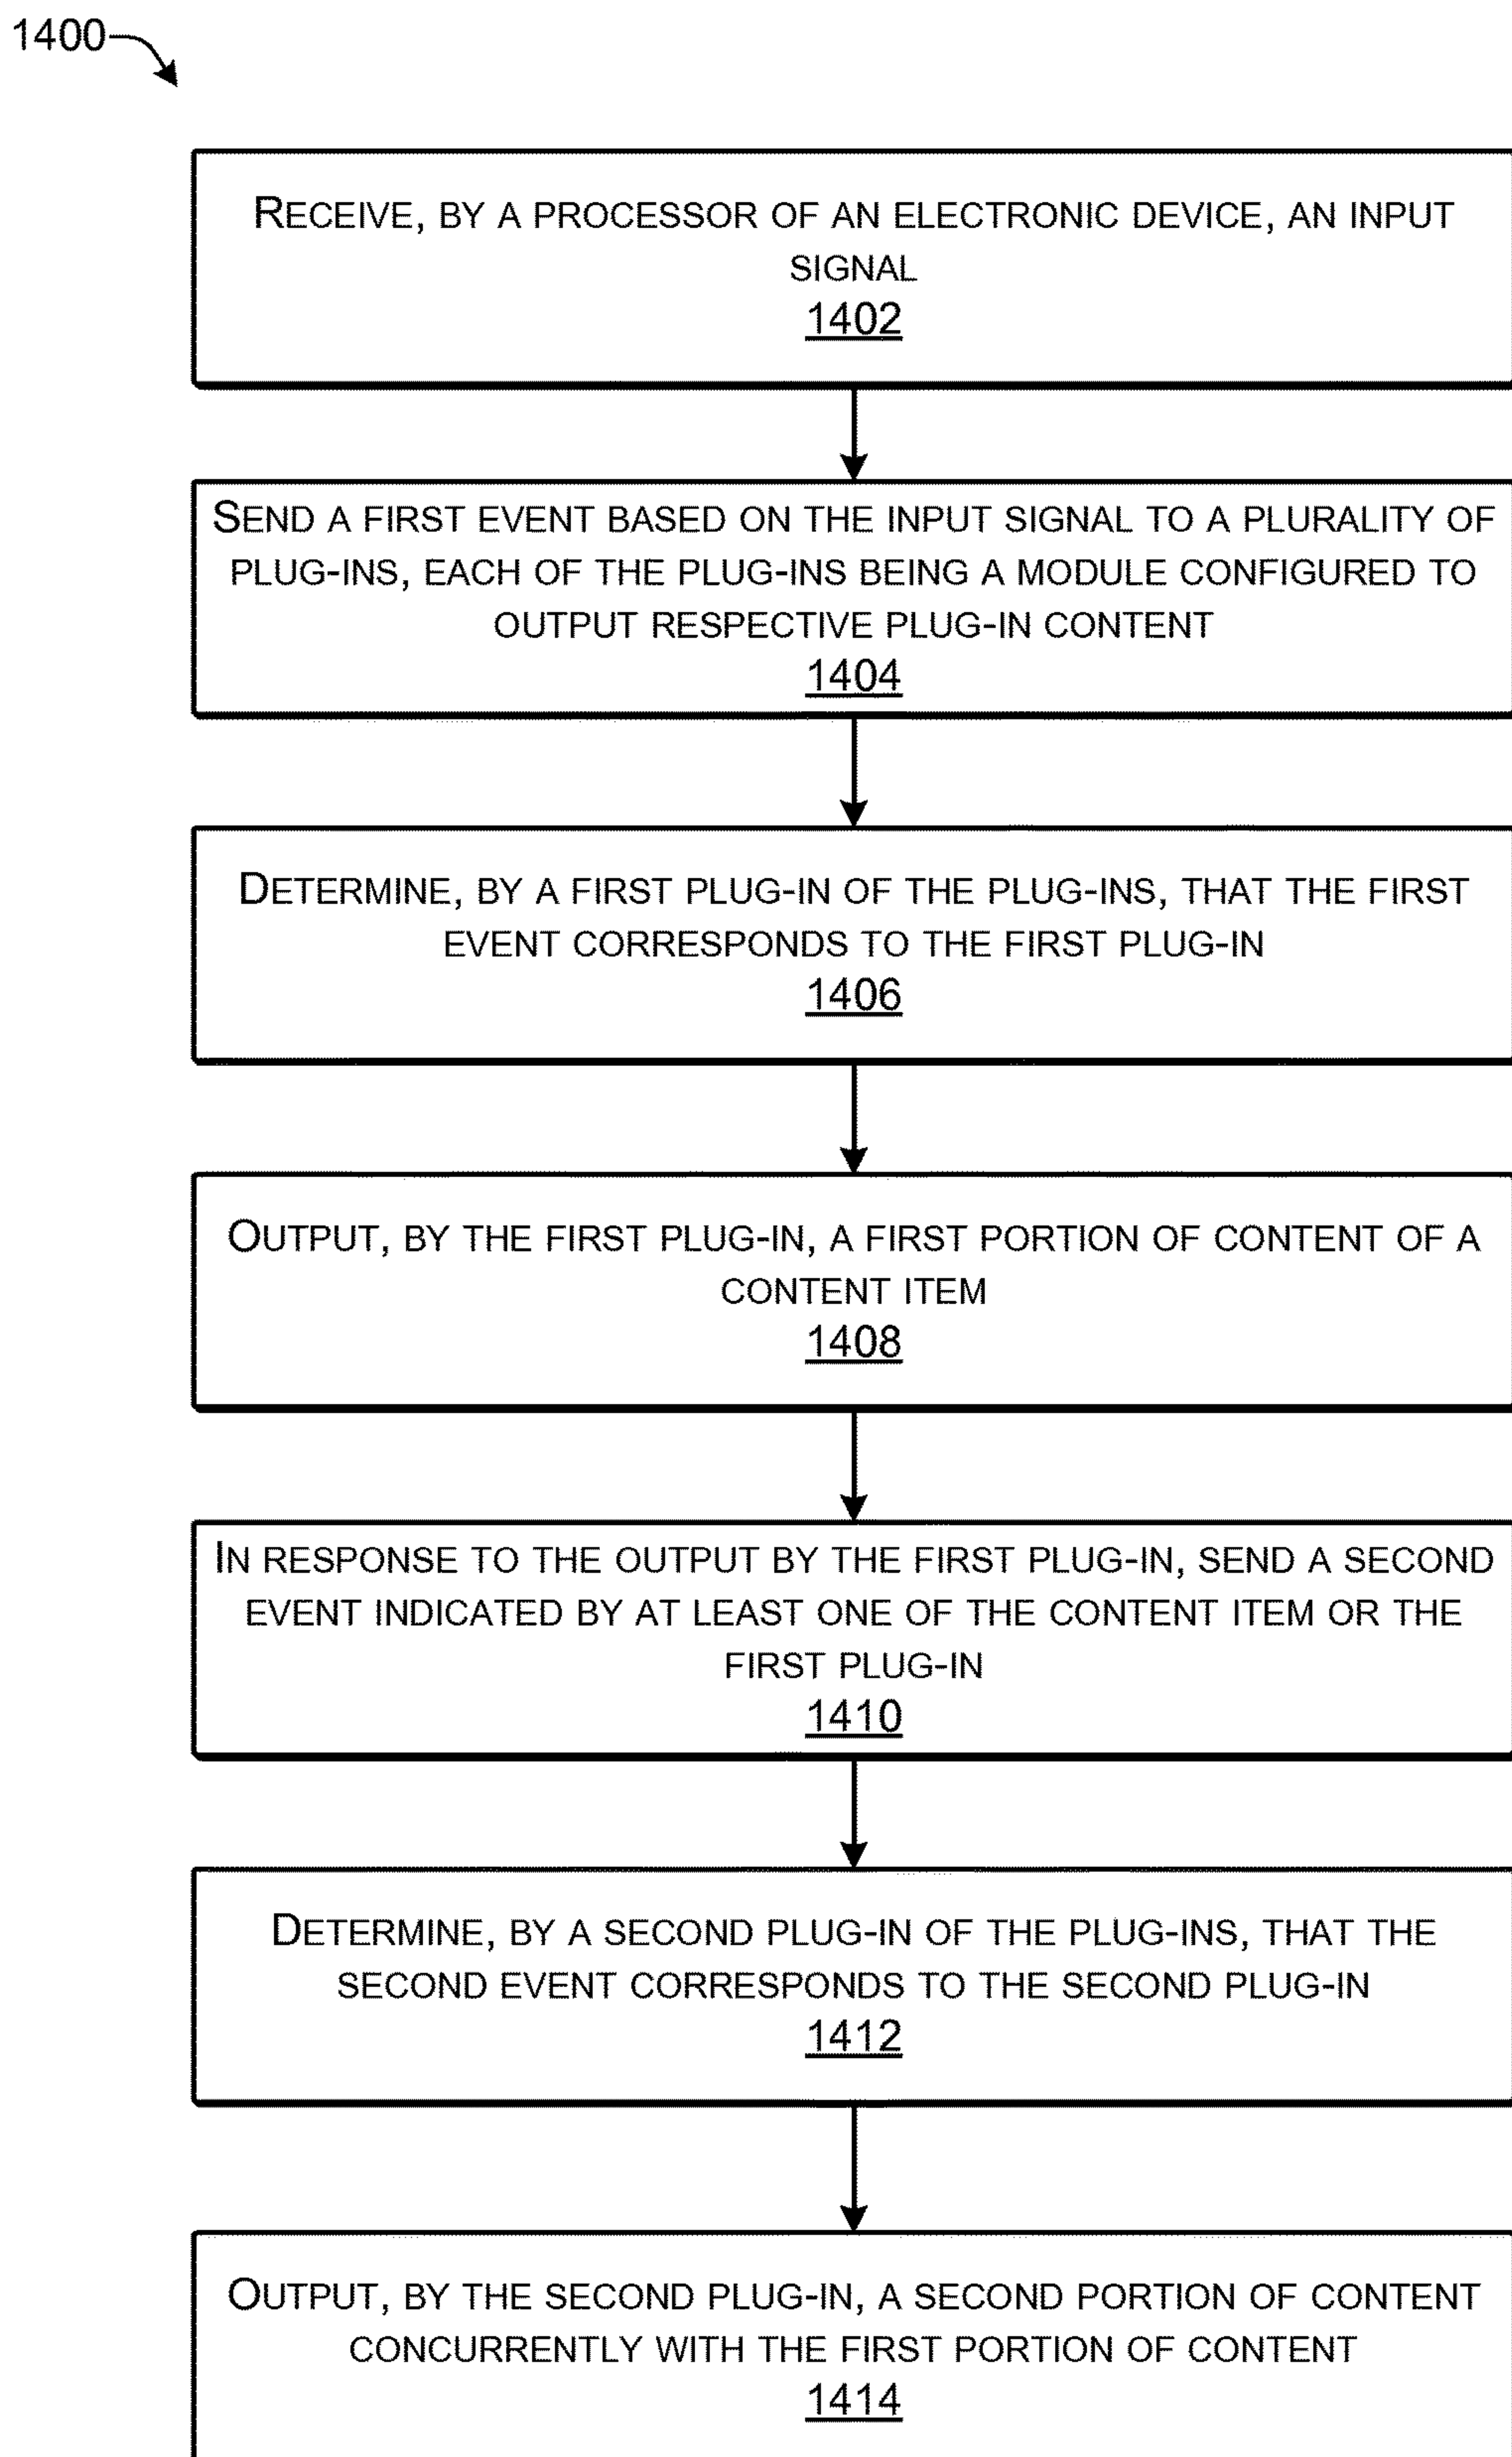 1400
RECEIVE, BY A PROCESSOR OF AN ELECTRONIC DEVICE, AN INPUT
SIGNAL
1402
SEND A FIRST EVENT BASED ON THE INPUT SIGNAL TO A PLURALITY OF
PLUG-INS, EACH OF THE PLUG-INS BEING A MODULE CONFIGURED TO
OUTPUT RESPECTIVE PLUG-IN CONTENT
1404
DETERMINE, BY A FIRST PLUG-IN OF THE PLUG-INS, THAT THE FIRST
EVENT CORRESPONDS TO THE FIRST PLUG-IN
1406
OUTPUT, BY THE FIRST PLUG-IN, A FIRST PORTION OF CONTENT OF A
CONTENT ITEM
1408
IN RESPONSE TO THE OUTPUT BY THE FIRST PLUG-IN, SEND A SECOND
EVENT INDICATED BY AT LEAST ONE OF THE CONTENT ITEM OR THE
FIRST PLUG-IN
1410
DETERMINE, BY A SECOND PLUG-IN OF THE PLUG-INS, THAT THE
SECOND EVENT CORRESPONDS TO THE SECOND PLUG-IN
1412
OUTPUT, BY THE SECOND PLUG-IN, A SECOND PORTION OF CONTENT
CONCURRENTLY WITH THE FIRST PORTION OF CONTENT
1414